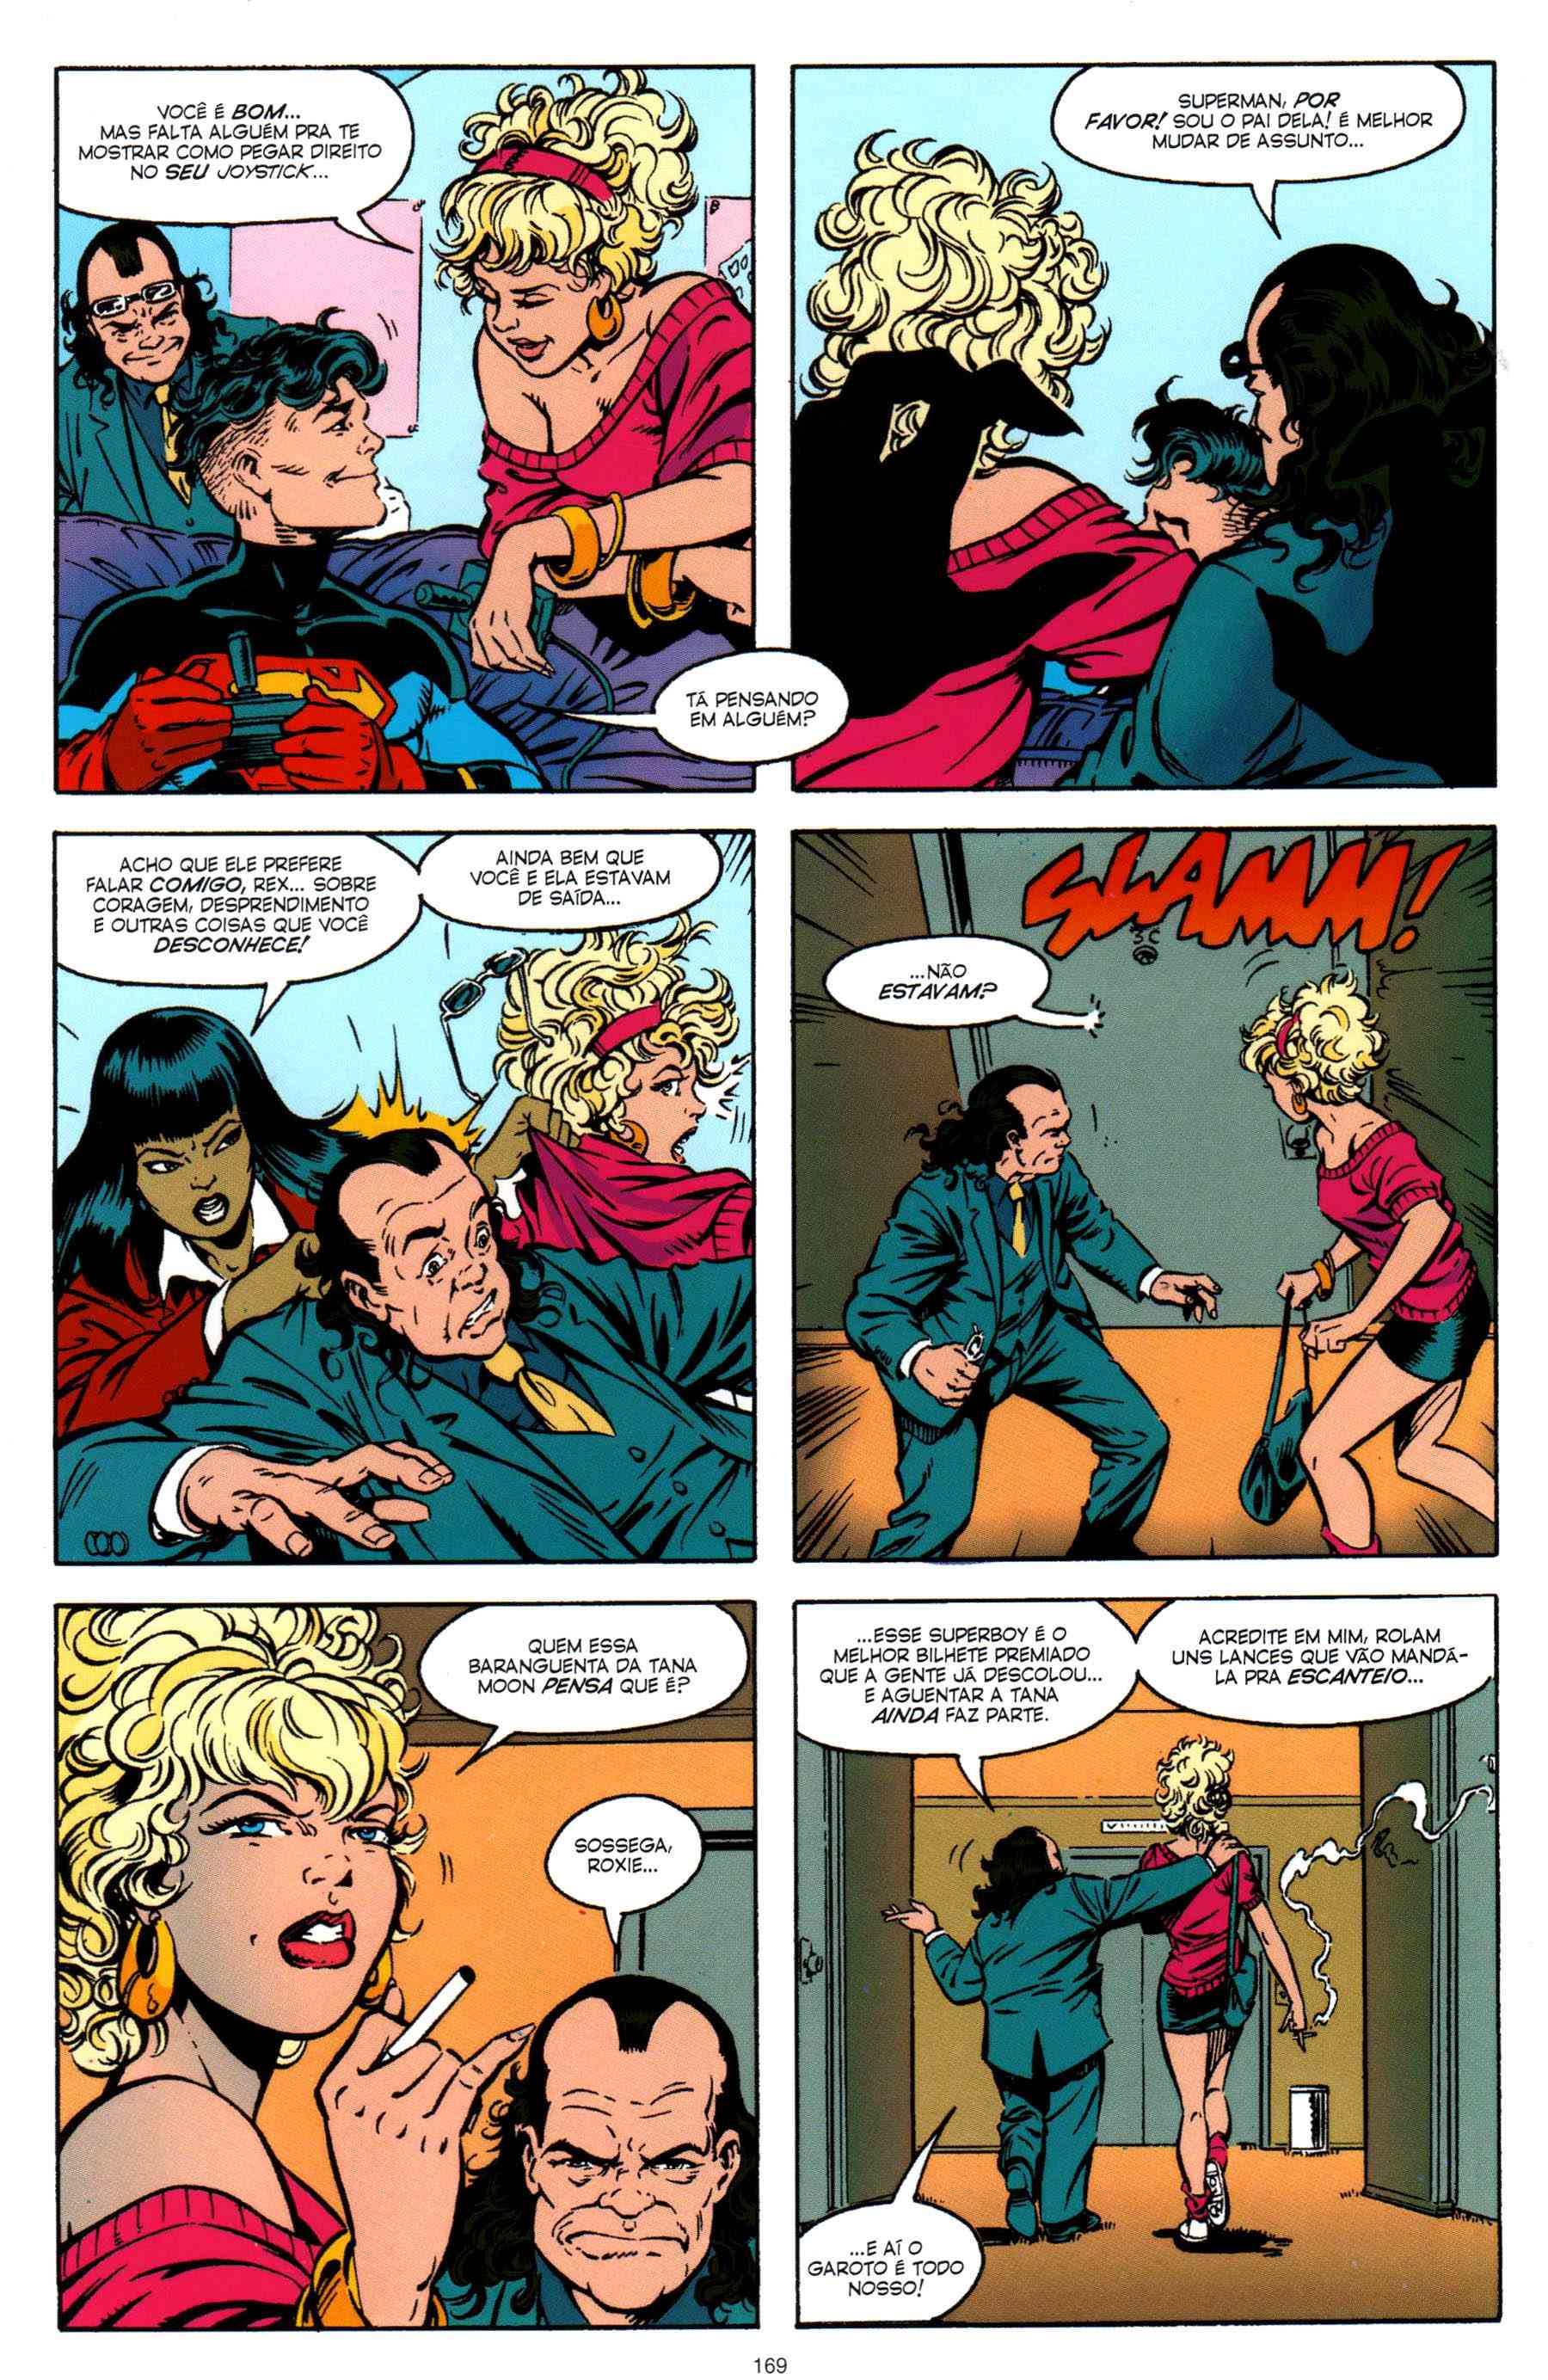 VOCÊ É BOM...
MAS FALTA ALGUÉM PRA TE
MOSTRAR COMO PEGAR DIREITO
NO SEU JOYSTICK...
TÁ PENSANDO
EM ALGUÉM?
SUPERMAN, POR
FAVOR! SOU O PAI DELA! É MELHOR
MUDAR DE ASSUNTO...
ACHO QUE ELE PREFERE
FALAR COMIGO, REX... SOBRE
CORAGEM, DESPRENDIMENTO
E OUTRAS COISAS QUE VOCÊ
DESCONHECE!
AINDA BEM QUE
VOCÊ E ELA ESTAVAM
DE SAÍDA...
SLAMM!
...NÃO
ESTAVAM?
QUEM ESSA
BARANGUENTA DA TANA
MOON PENSA QUE É?
SOSSEGA,
ROXIE...
...ESSE SUPERBOY É O
MELHOR BILHETE PREMIADO
QUE A GENTE JÁ DESCOLOU...
E AGUENTAR A TANA
AINDA FAZ PARTE.
ACREDITE EM MIM, ROLAM
UNS LANCES QUE VÃO MANDÁ-
LA PRA ESCANTEIO...
...E AÍ O
GAROTO É TODO
NOSSO!
169